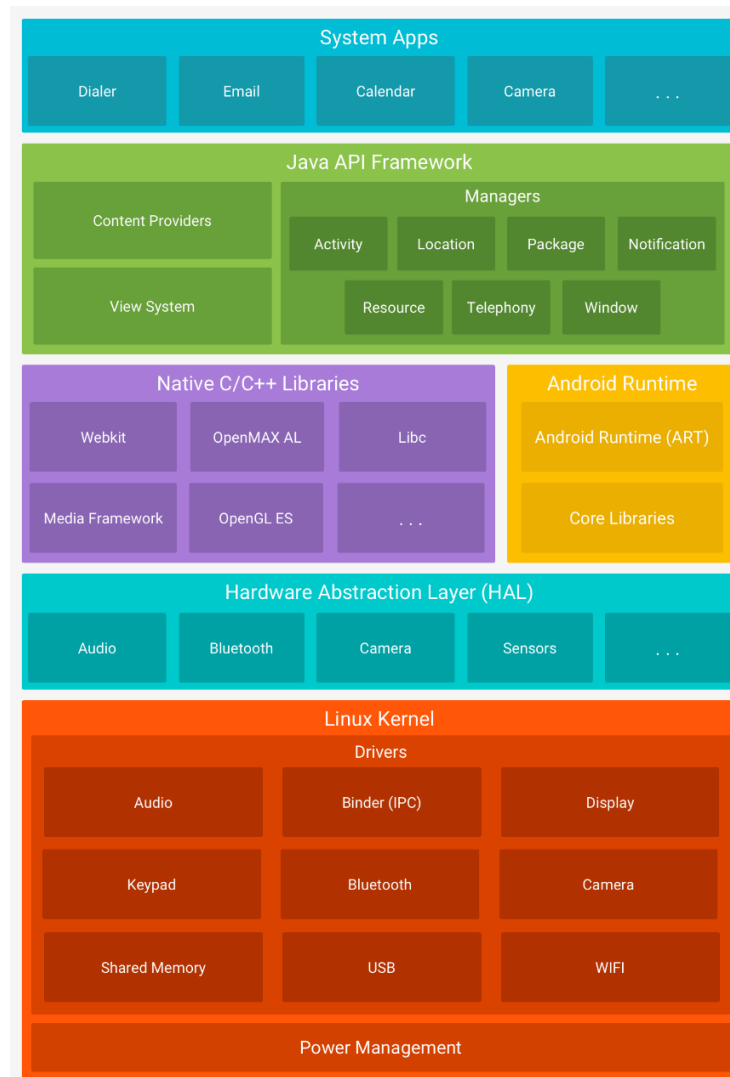 System Apps
Dialer
Email
Calendar
Camera
. . .
Java API Framework
Content Providers
View System
Managers
Activity
Location
Package
Notification
Resource
Telephony
Window
Native C/C++ Libraries
Webkit
OpenMAX AL
Libc
Media Framework
OpenGL ES
. . .
Android Runtime
Android Runtime (ART)
Core Libraries
Hardware Abstraction Layer (HAL)
Audio
Bluetooth
Camera
Sensors
. . .
Linux Kernel
Drivers
Audio
Binder (IPC)
Display
Keypad
Bluetooth
Camera
Shared Memory
USB
WIFI
Power Management